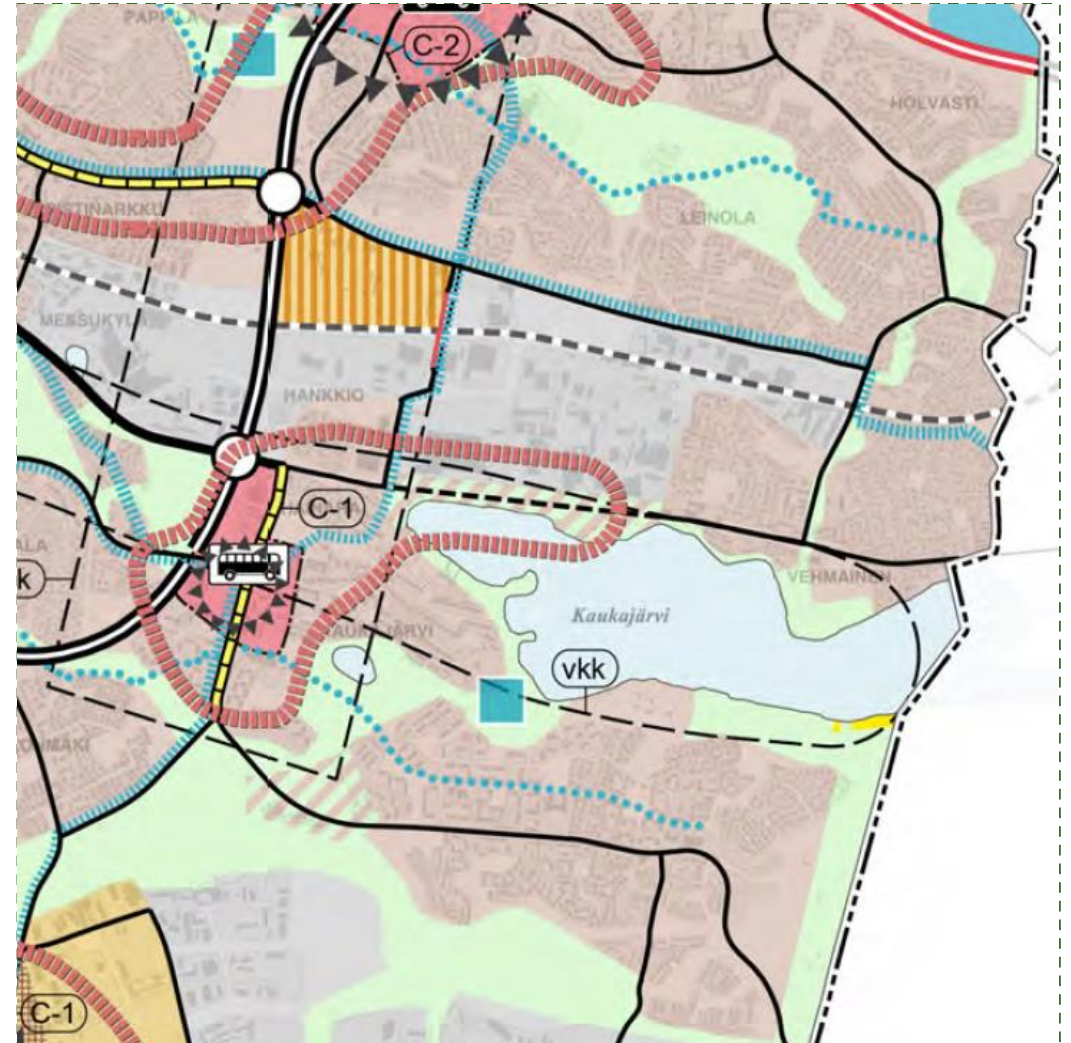 PAPPILA
C-2
HOLVASTI
LEINOLA
MESSUKYLÄ
HANKKIO
C-1
VEHMAINEN
Kaukajärvi
vkk
C-1